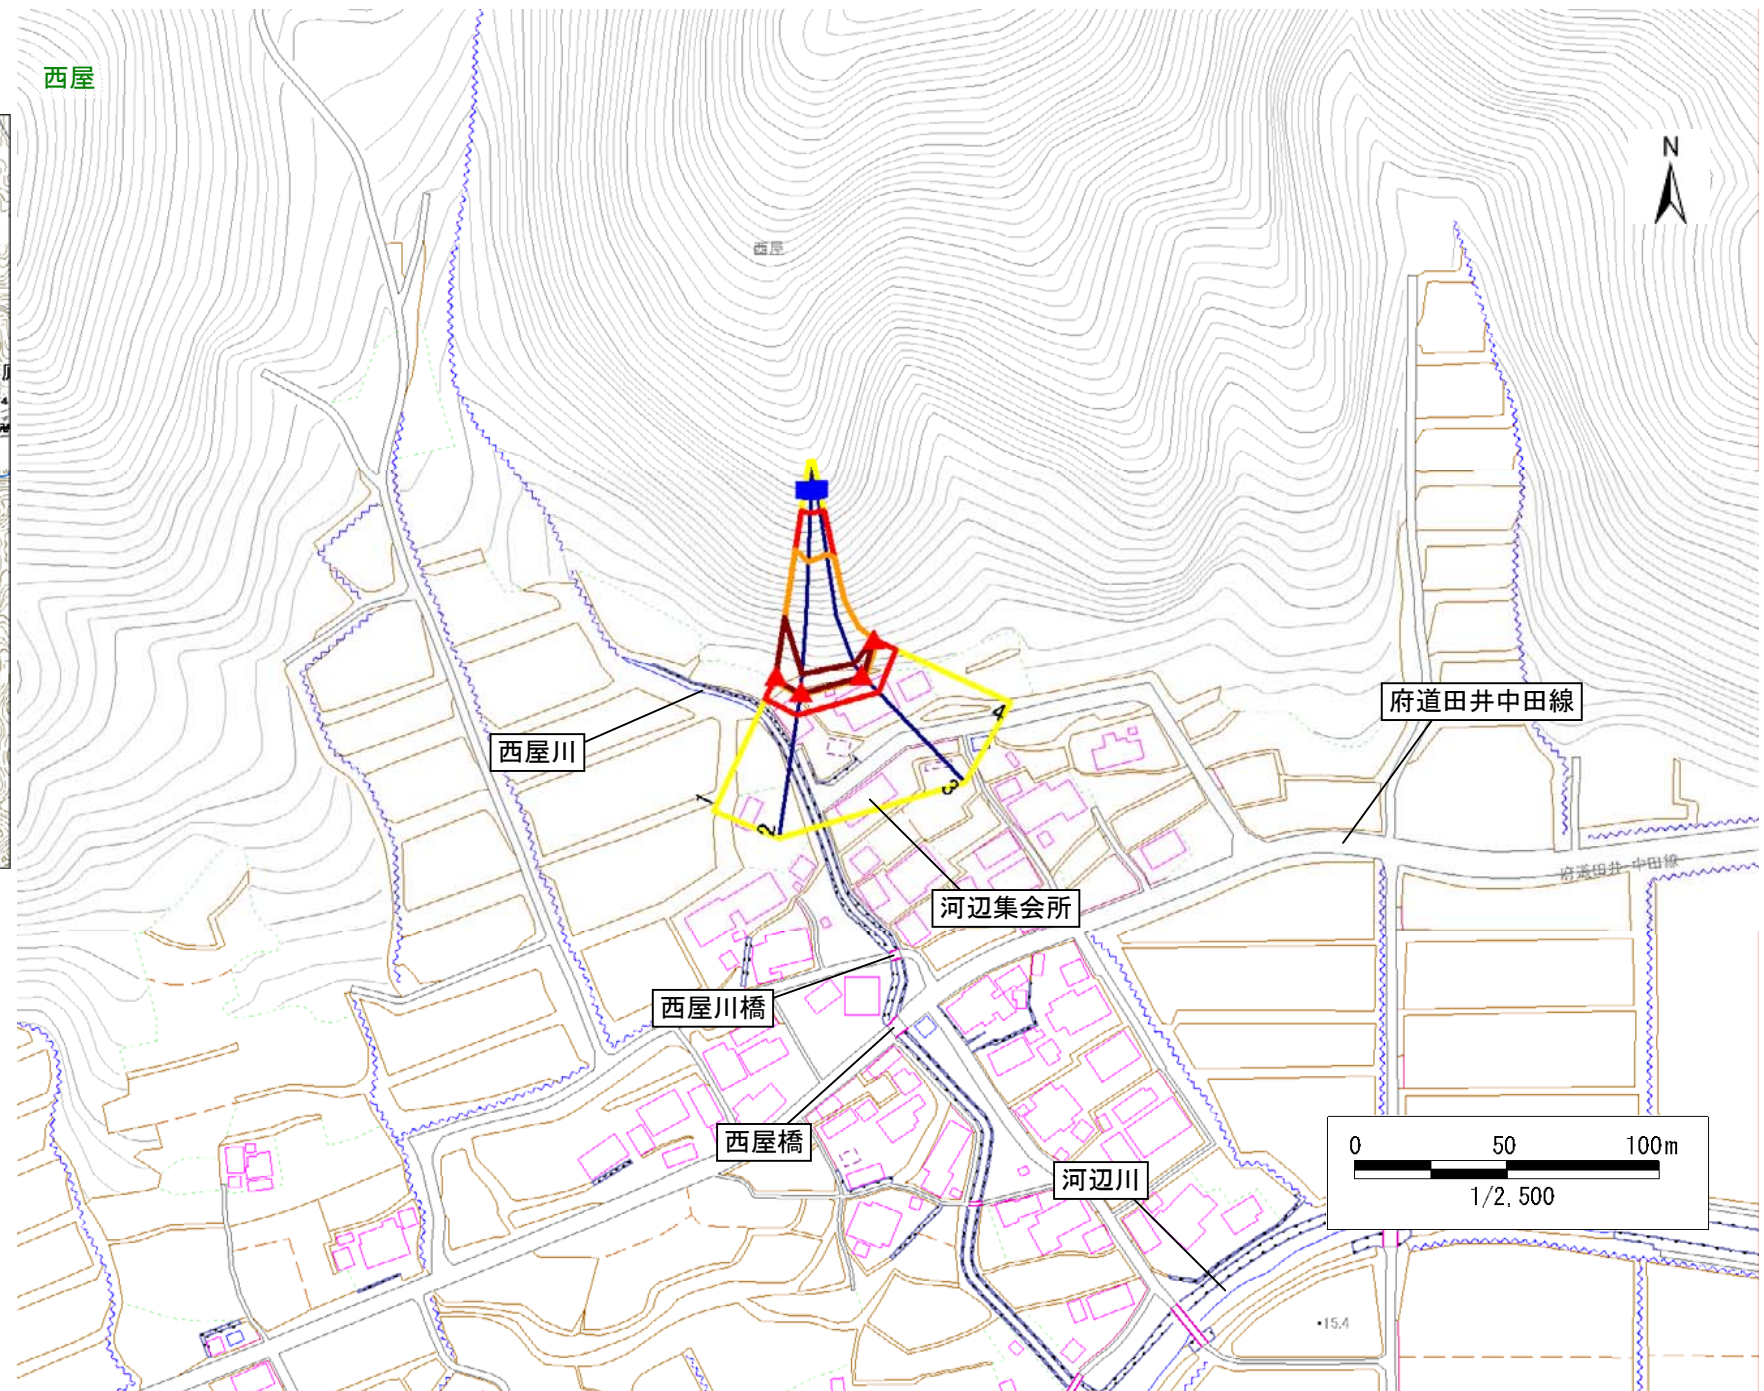 西屋
N
西屋
府道田井中田線
4
西屋川
3
1
2
府道田井 中田線
河辺集会所
西屋川橋
西屋橋
河辺川
0 50 100m
1/2,500
•15.4